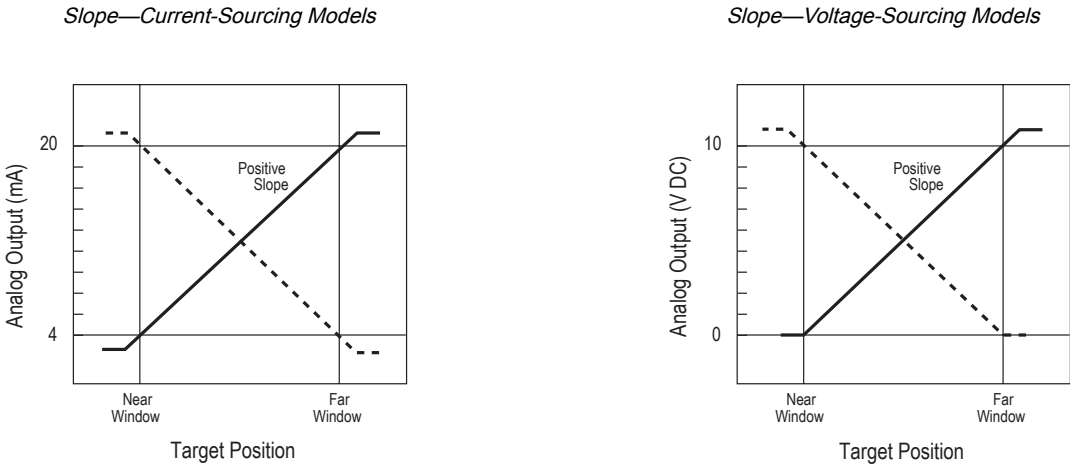 Slope—Current-Sourcing Models
20
4
Analog Output (mA)
Positive
Slope
Near
Window
Far
Window
Target Position
Slope—Voltage-Sourcing Models
10
0
Analog Output (V DC)
Positive
Slope
Near
Window
Far
Window
Target Position